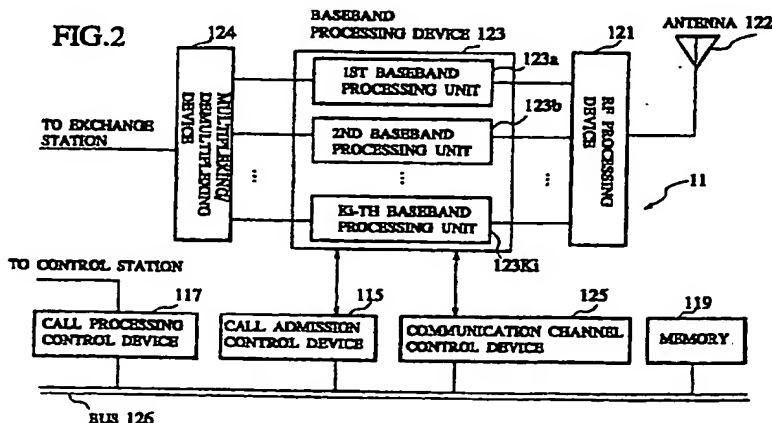 FIG.2
124
BASEBAND
PROCESSING DEVICE 123
121
ANTENNA 122
123a
1ST BASEBAND
PROCESSING UNIT
123b
2ND BASEBAND
PROCESSING UNIT
...
...
...
Ki-TH BASEBAND
PROCESSING UNIT
123Ki
MULTIPLEXING/
DEMULTIPLEXING
DEVICE
RF PROCESSING
DEVICE
TO EXCHANGE
STATION
11
TO CONTROL STATION
117
CALL PROCESSING
CONTROL DEVICE
115
CALL ADMISSION
CONTROL DEVICE
125
COMMUNICATION CHANNEL
CONTROL DEVICE
119
MEMORY
BUS 126